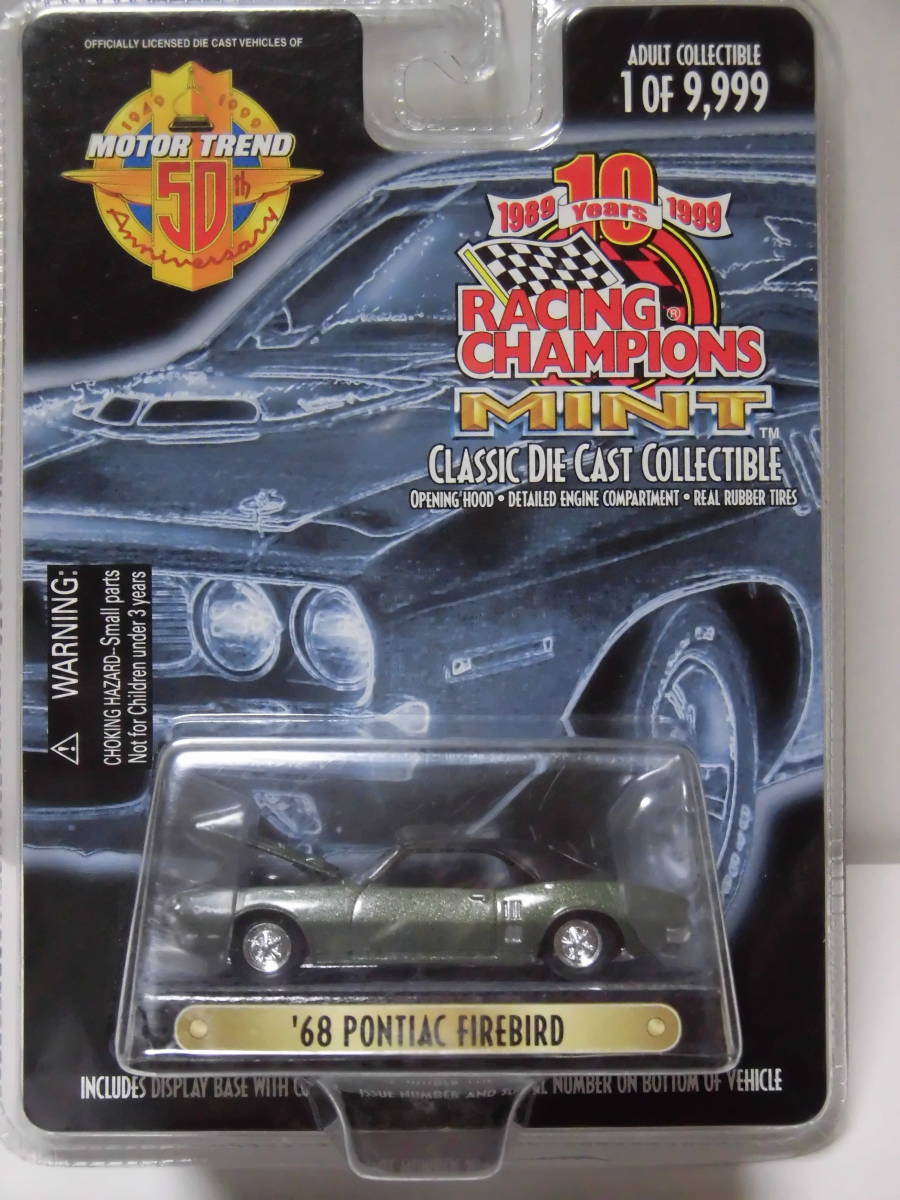 OFFICIALLY LICENSED DIE CAST VEHICLES OF
1949 1999
MOTOR TREND
50th
Anniversary
ADULT COLLECTIBLE
1 OF 9,999
10
1989 Years 1999
RACING ®
CHAMPIONS
MINT ™
CLASSIC DIE CAST COLLECTIBLE
OPENING HOOD • DETAILED ENGINE COMPARTMENT • REAL RUBBER TIRES
WARNING:
CHOKING HAZARD--Small parts
Not for Children under 3 years
'68 PONTIAC FIREBIRD
INCLUDES DISPLAY BASE WITH
ISSUE NUMBER AND
NUMBER ON BOTTOM OF VEHICLE